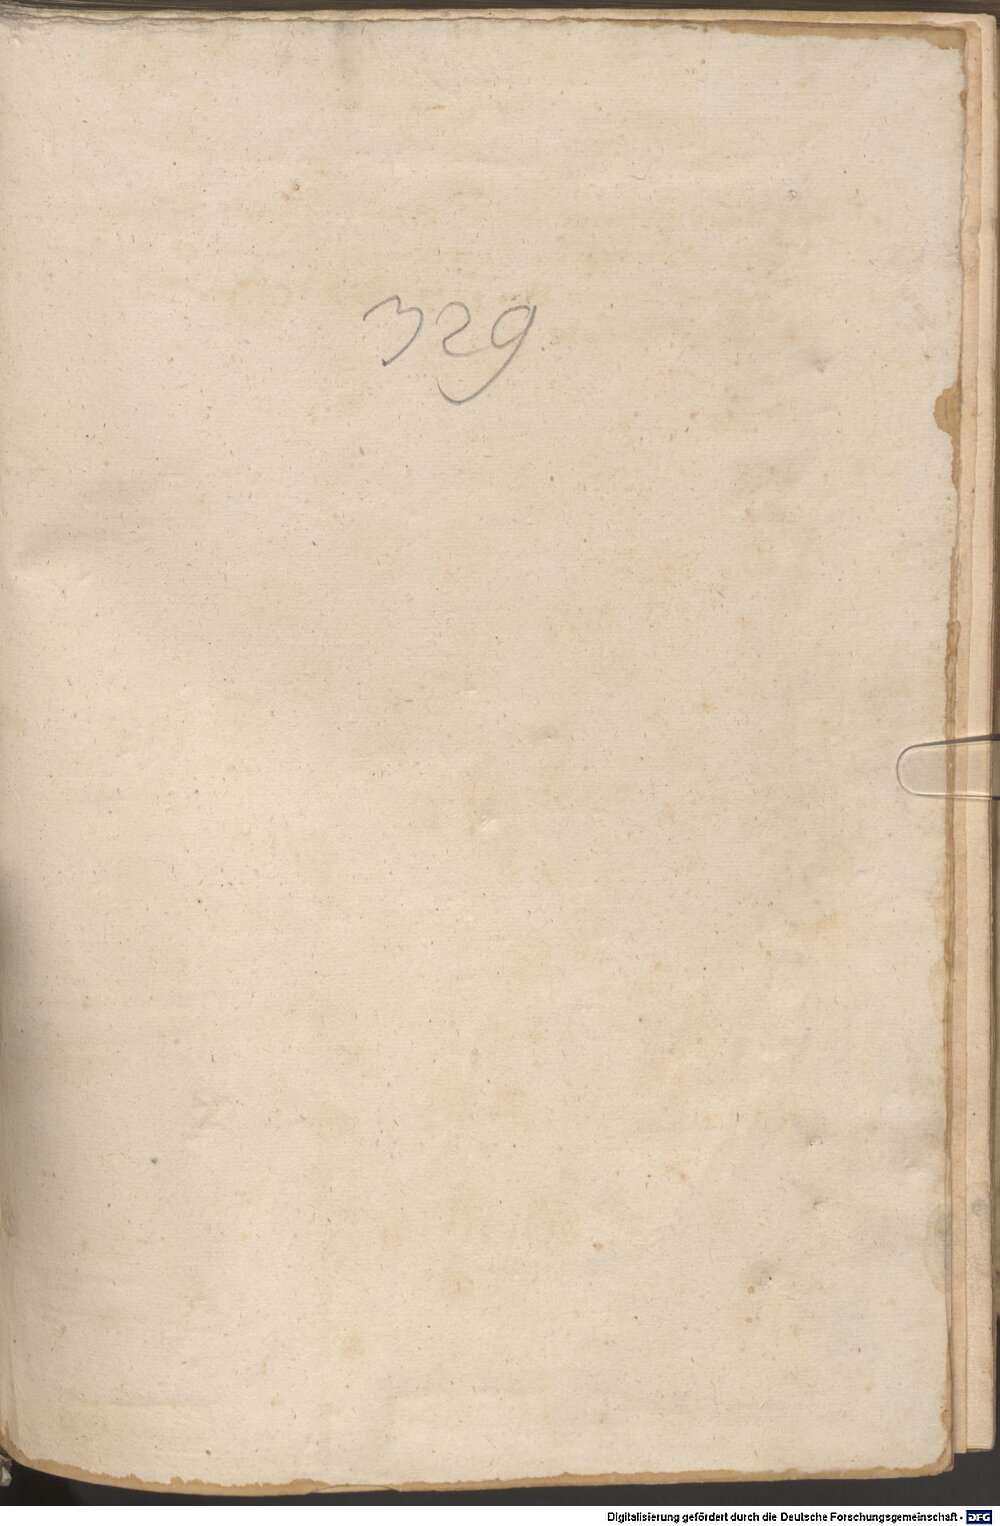 329
Digitalisierung gefördert durch die Deutsche Forschungsgemeinschaft - DFG